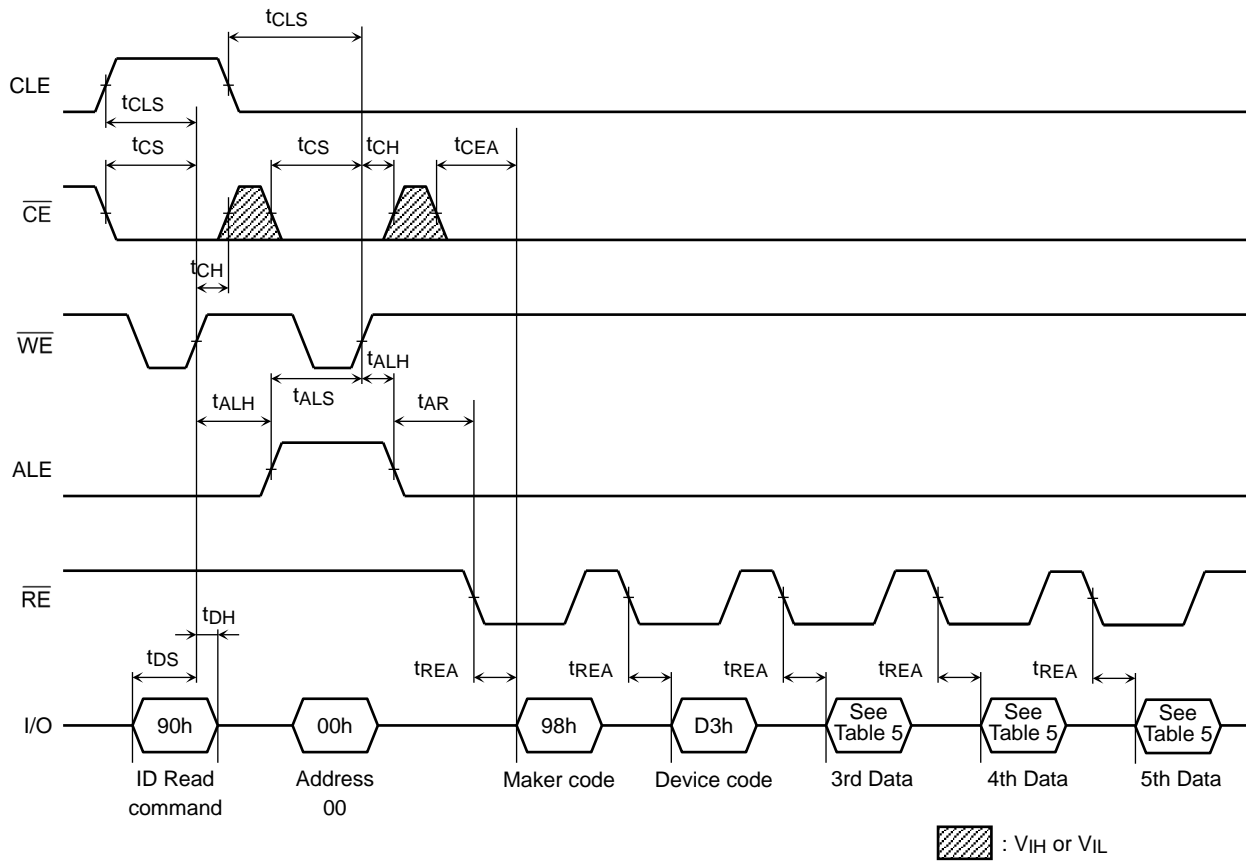 tCLS
CLE
tCLS
tCS
tCS
tCH
tCEA
CE
tCH
WE
tALH
tALH
tALS
tAR
ALE
RE
tDH
tDS
tREA
tREA
tREA
tREA
tREA
I/O
90h
00h
98h
D3h
See
Table 5
See
Table 5
See
Table 5
ID Read
command
Address
00
Maker code
Device code
3rd Data
4th Data
5th Data
: VIH or VIL